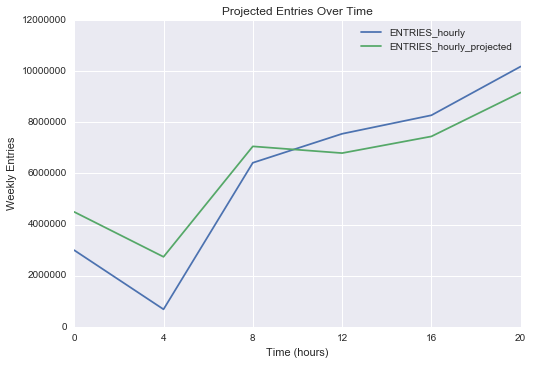 Projected Entries Over Time
ENTRIES_hourly
ENTRIES_hourly_projected
12000000
10000000
8000000
6000000
4000000
2000000
0
Weekly Entries
0 4 8 12 16 20
Time (hours)